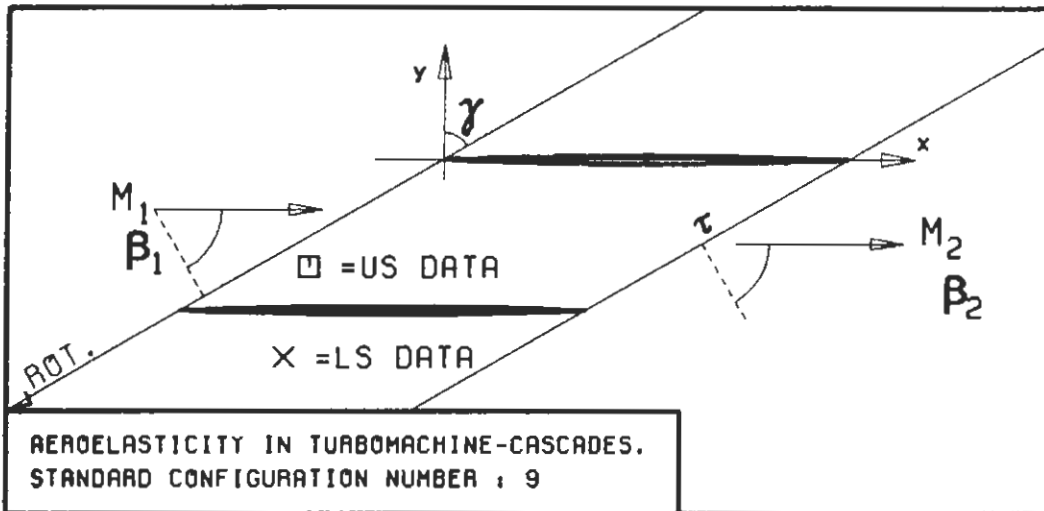 y
γ
x
M₁
β₁
τ
M₂
β₂
□ =US DATA
× =LS DATA
ROT.
AEROELASTICITY IN TURBOMACHINE-CASCADES.
STANDARD CONFIGURATION NUMBER : 9